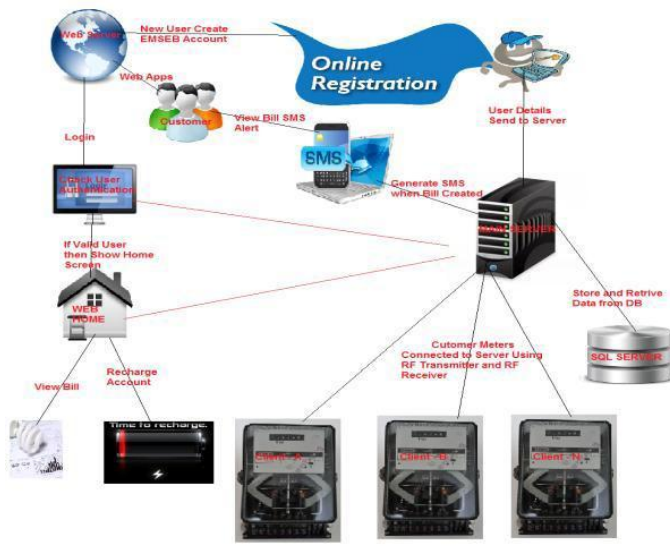 Web Server
New User Create
EMSEB Account
Online
Registration
Web Apps
Customer
View Bill SMS
Alert
User Details
Send to Server
Login
SMS
Check User
Authentication
Generate SMS
when Bill Created
MAIN SERVER
If Valid User
then Show Home
Screen
WEB
HOME
Store and Retrive
Data from DB
SQL SERVER
Cutomer Meters
Connected to Server Using
RF Transmitter and RF
Receiver
View Bill
Recharge
Account
Time to recharge.
Client - A
Client - B
Client - N